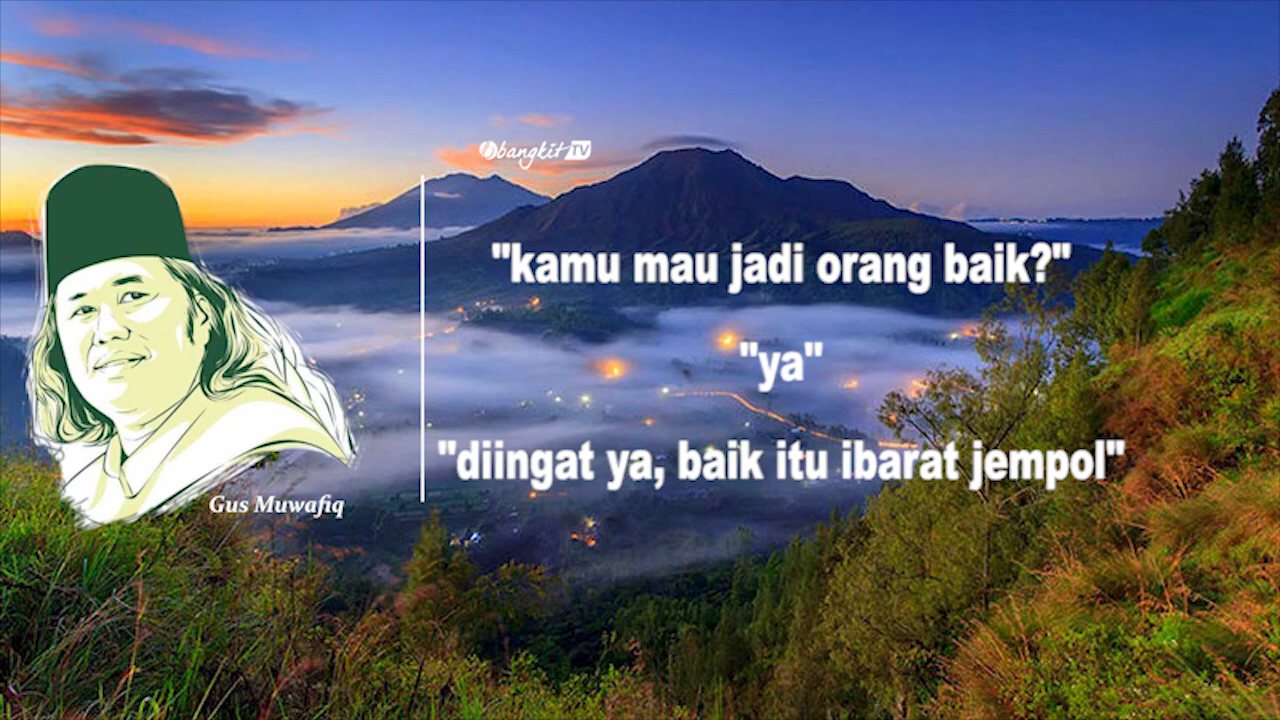 bangkit TV
"kamu mau jadi orang baik?"
"ya"
"diingat ya, baik itu ibarat jempol"
Gus Muwafiq